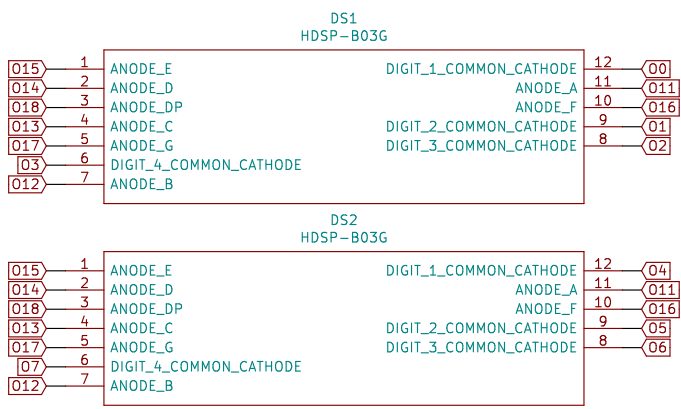 DS1
HDSP-B03G
O15 1 ANODE_E DIGIT_1_COMMON_CATHODE 12 O0
O14 2 ANODE_D ANODE_A 11 O11
O18 3 ANODE_DP ANODE_F 10 O16
O13 4 ANODE_C DIGIT_2_COMMON_CATHODE 9 O1
O17 5 ANODE_G DIGIT_3_COMMON_CATHODE 8 O2
O3 6 DIGIT_4_COMMON_CATHODE
O12 7 ANODE_B
DS2
HDSP-B03G
O15 1 ANODE_E DIGIT_1_COMMON_CATHODE 12 O4
O14 2 ANODE_D ANODE_A 11 O11
O18 3 ANODE_DP ANODE_F 10 O16
O13 4 ANODE_C DIGIT_2_COMMON_CATHODE 9 O5
O17 5 ANODE_G DIGIT_3_COMMON_CATHODE 8 O6
O7 6 DIGIT_4_COMMON_CATHODE
O12 7 ANODE_B